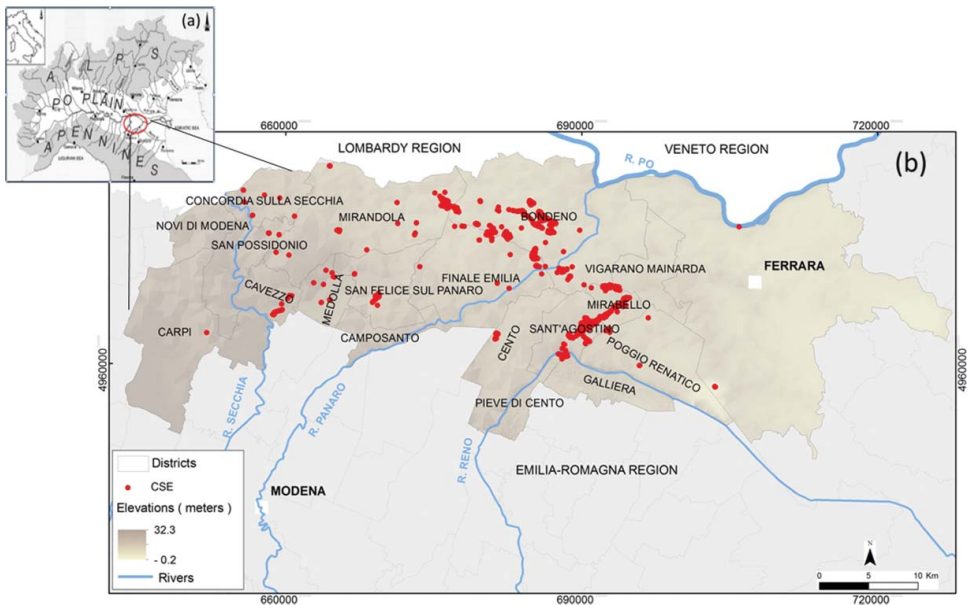 (a)
A L P S
PO PLAIN
APENNINES
ADRIATIC SEA
LIGURIAN SEA
660000 690000 720000
LOMBARDY REGION
VENETO REGION
(b)
R. PO
CONCORDIA SULLA SECCHIA
NOVI DI MODENA
MIRANDOLA
BONDENO
SAN POSSIDONIO
FINALE EMILIA
VIGARANO MAINARDA
FERRARA
CAVEZZO
MEDOLLA
SAN FELICE SUL PANARO
MIRABELLO
CARPI
CAMPOSANTO
CENTO
SANT'AGOSTINO
POGGIO RENATICO
GALLIERA
PIEVE DI CENTO
4960000
4960000
R. SECCHIA
R. PANARO
R. RENO
EMILIA-ROMAGNA REGION
MODENA
Districts
CSE
Elevations ( meters )
32.3
- 0.2
Rivers
N
0 5 10 Km
660000 690000 720000